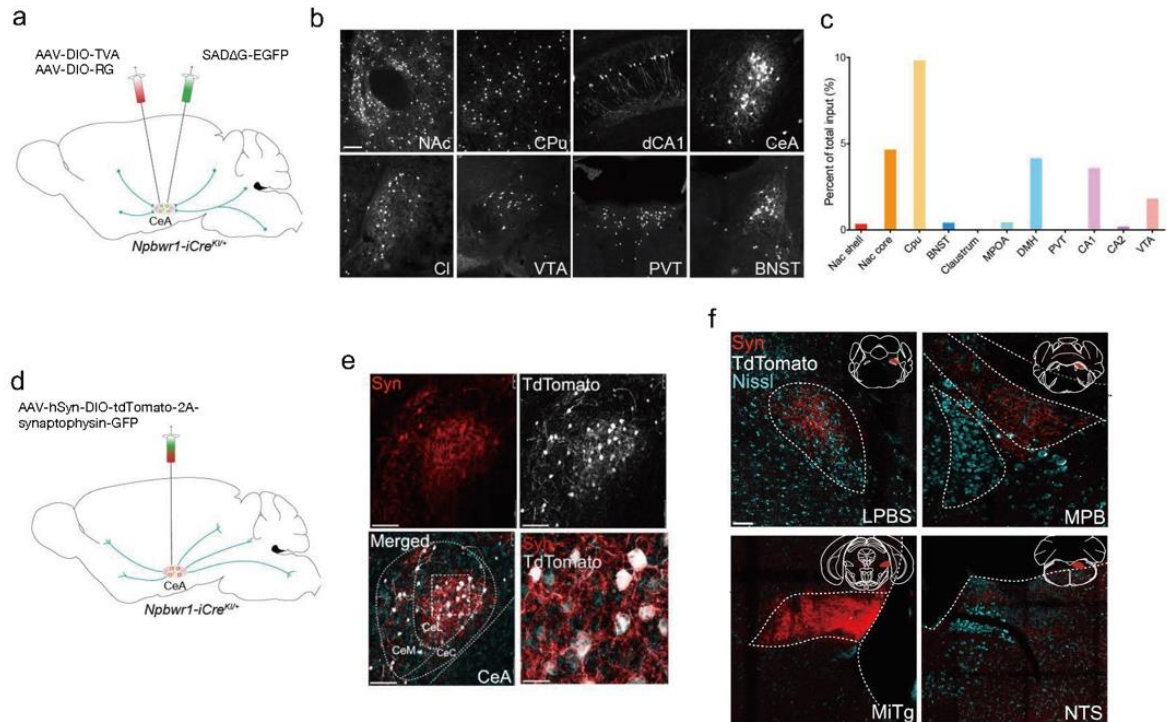 a
AAV-DIO-TVA
AAV-DIO-RG
SADΔG-EGFP
CeA
Npbwr1-iCreKI/+
b
NAc
CPu
dCA1
CeA
Cl
VTA
PVT
BNST
c
Percent of total input (%)
10
5
0
Nac shell
Nac core
Cpu
BNST
Claustrum
MPOA
DMH
PVT
CA1
CA2
VTA
d
AAV-hSyn-DIO-tdTomato-2A-
synaptophysin-GFP
CeA
Npbwr1-iCreKI/+
e
Syn
TdTomato
Merged
CeL
CeM
CeC
CeA
Syn
TdTomato
f
Syn
TdTomato
Nissl
LPBS
MPB
MiTg
NTS